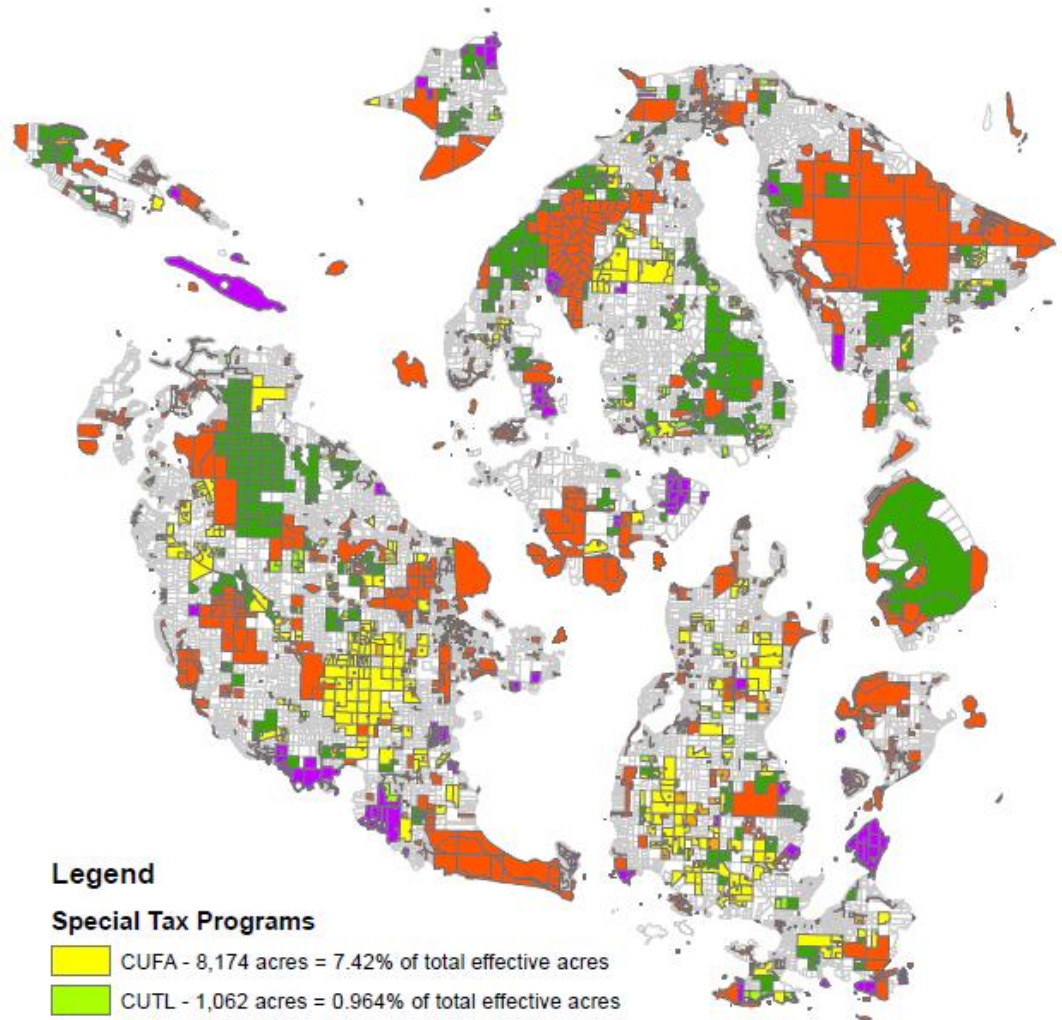 Legend
Special Tax Programs
CUFA - 8,174 acres = 7.42% of total effective acres
CUTL - 1,062 acres = 0.964% of total effective acres